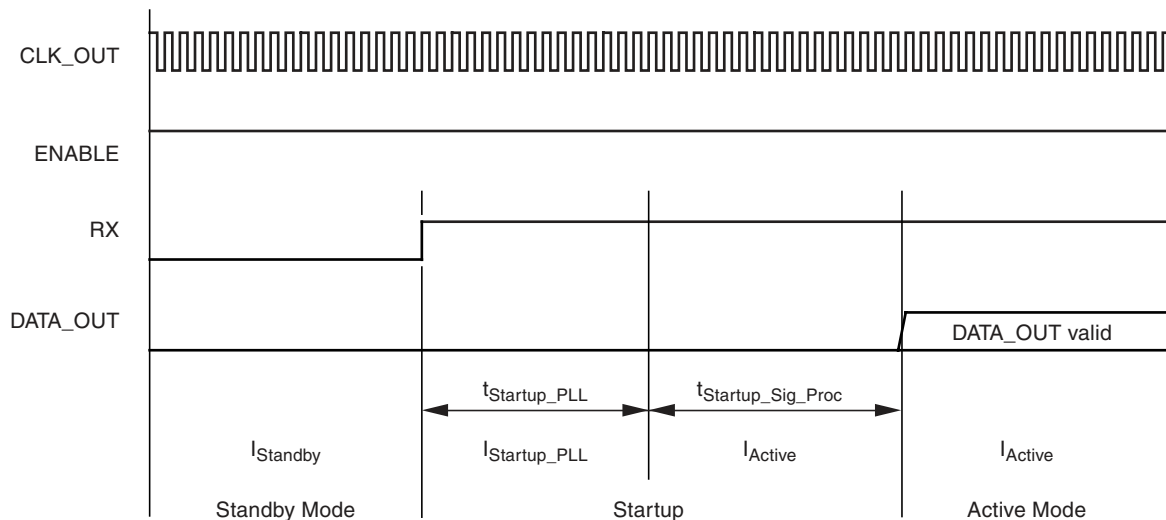 CLK_OUT
ENABLE
RX
DATA_OUT
DATA_OUT valid
tStartup_PLL
tStartup_Sig_Proc
IStandby
IStartup_PLL
IActive
IActive
Standby Mode
Startup
Active Mode